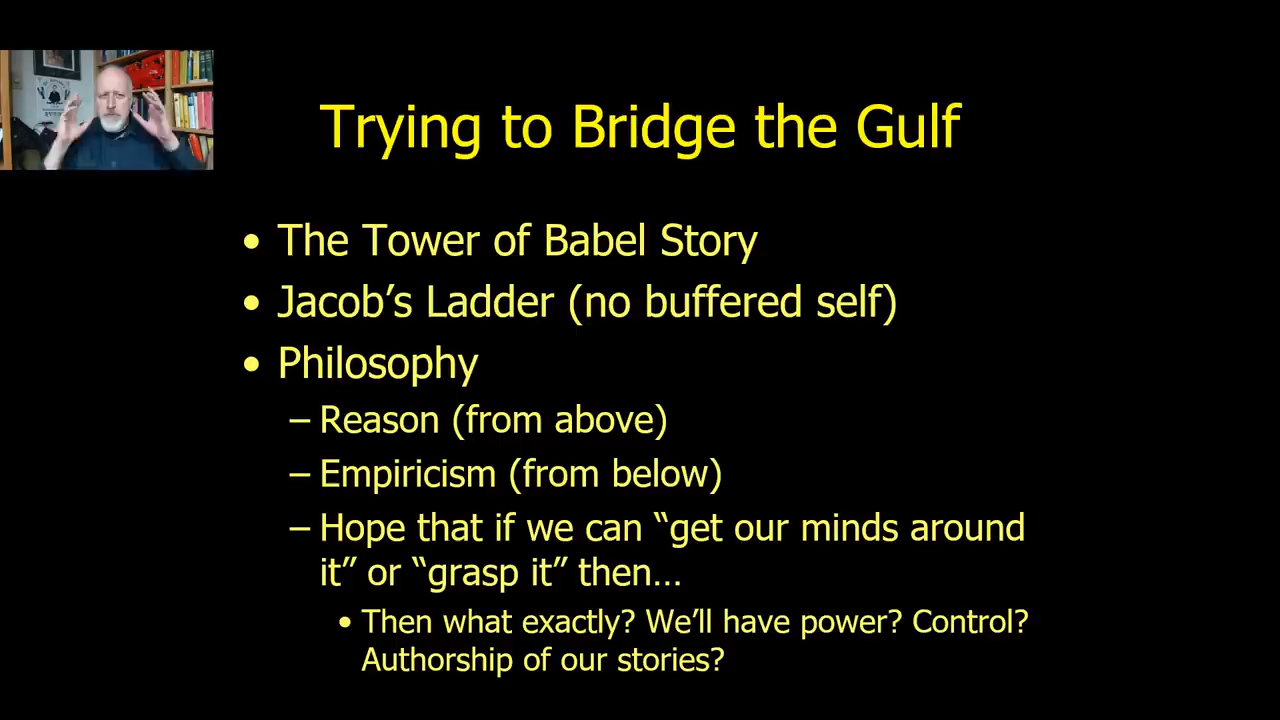 Trying to Bridge the Gulf
• The Tower of Babel Story
• Jacob’s Ladder (no buffered self)
• Philosophy
– Reason (from above)
– Empiricism (from below)
– Hope that if we can “get our minds around
it” or “grasp it” then…
• Then what exactly? We’ll have power? Control?
Authorship of our stories?